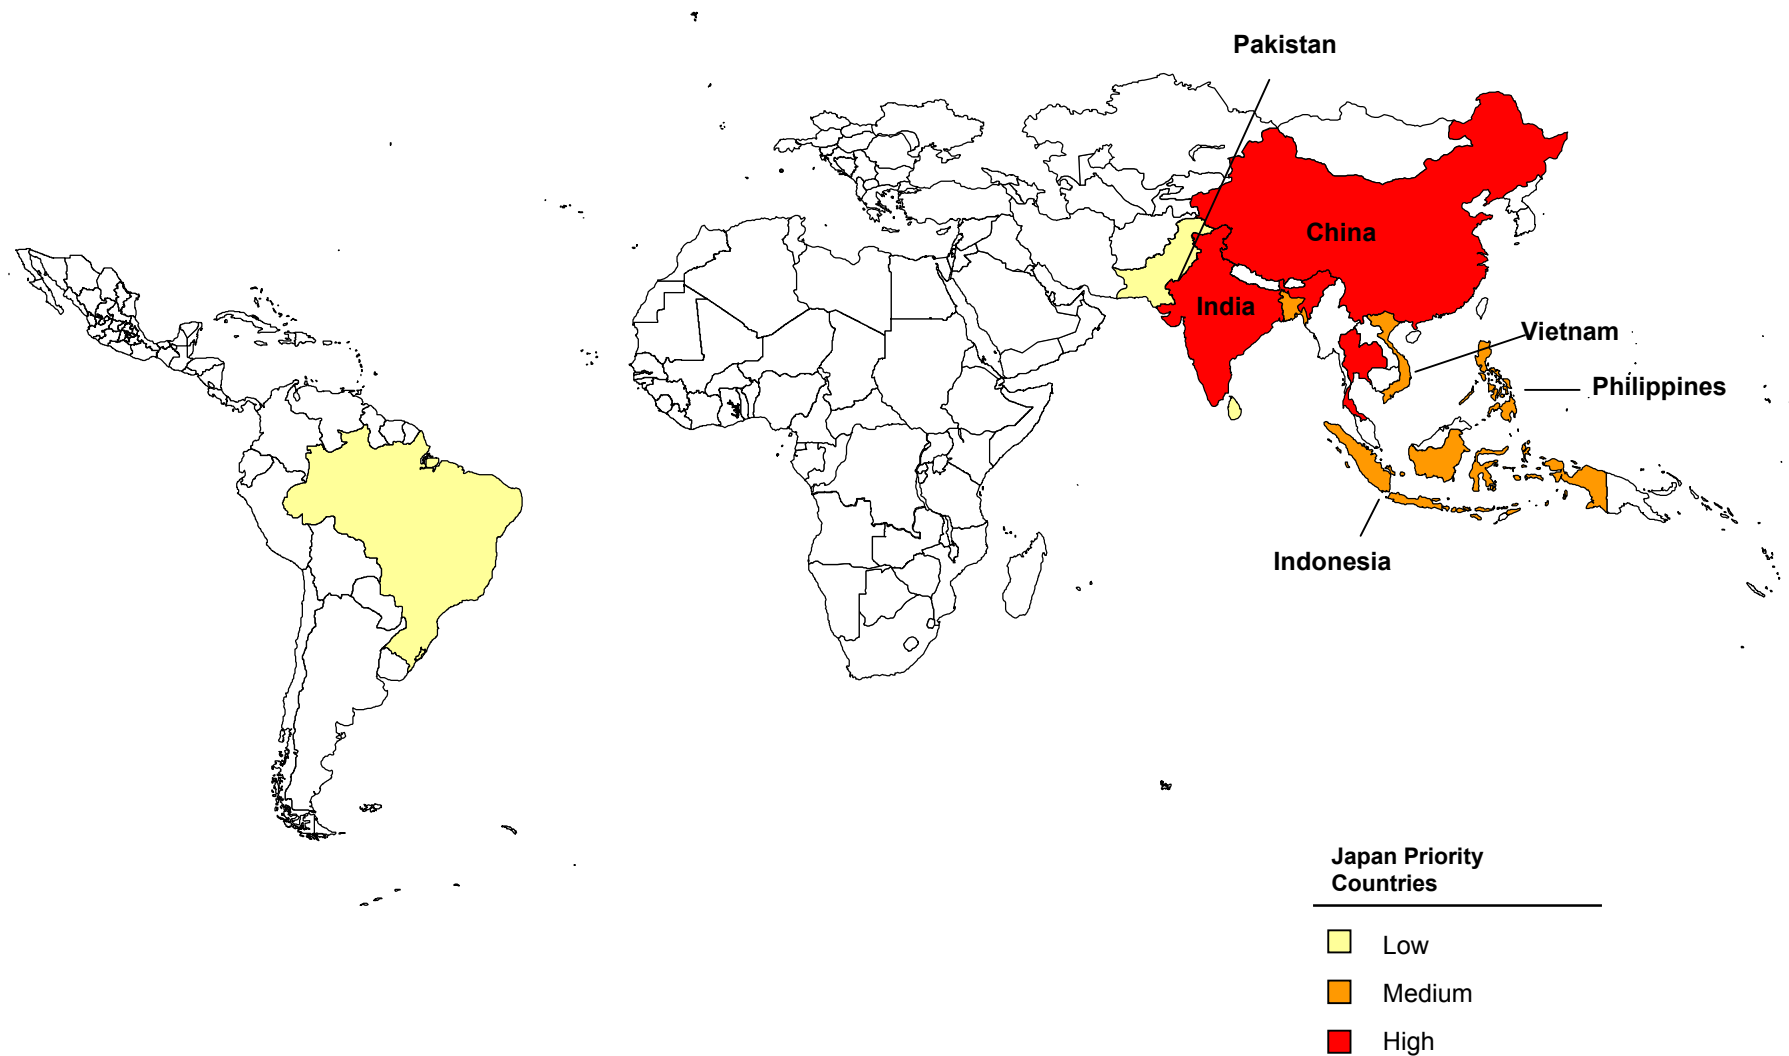 Pakistan
China
India
Vietnam
Philippines
Indonesia
Japan Priority
Countries
Low
Medium
High